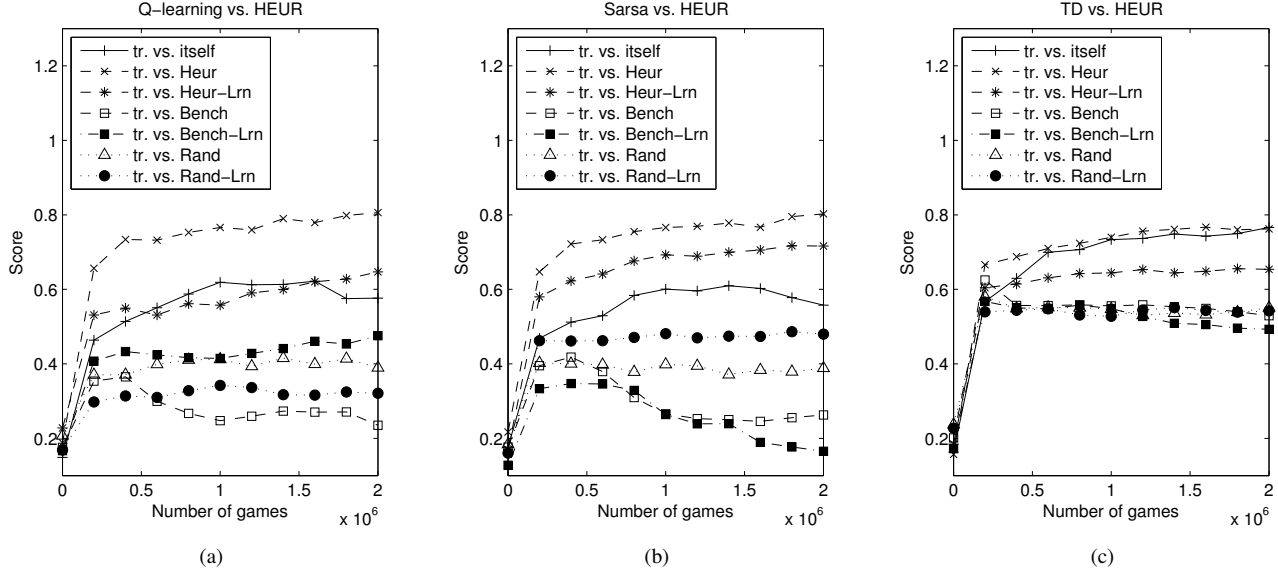 Q−learning vs. HEUR
tr. vs. itself
tr. vs. Heur
tr. vs. Heur−Lrn
tr. vs. Bench
tr. vs. Bench−Lrn
tr. vs. Rand
tr. vs. Rand−Lrn
1.2
1
0.8
0.6
0.4
0.2
Score
0
0.5
1
1.5
2
x 10^6
Number of games
(a)
Sarsa vs. HEUR
tr. vs. itself
tr. vs. Heur
tr. vs. Heur−Lrn
tr. vs. Bench
tr. vs. Bench−Lrn
tr. vs. Rand
tr. vs. Rand−Lrn
1.2
1
0.8
0.6
0.4
0.2
Score
0
0.5
1
1.5
2
x 10^6
Number of games
(b)
TD vs. HEUR
tr. vs. itself
tr. vs. Heur
tr. vs. Heur−Lrn
tr. vs. Bench
tr. vs. Bench−Lrn
tr. vs. Rand
tr. vs. Rand−Lrn
1.2
1
0.8
0.6
0.4
0.2
Score
0
0.5
1
1.5
2
x 10^6
Number of games
(c)